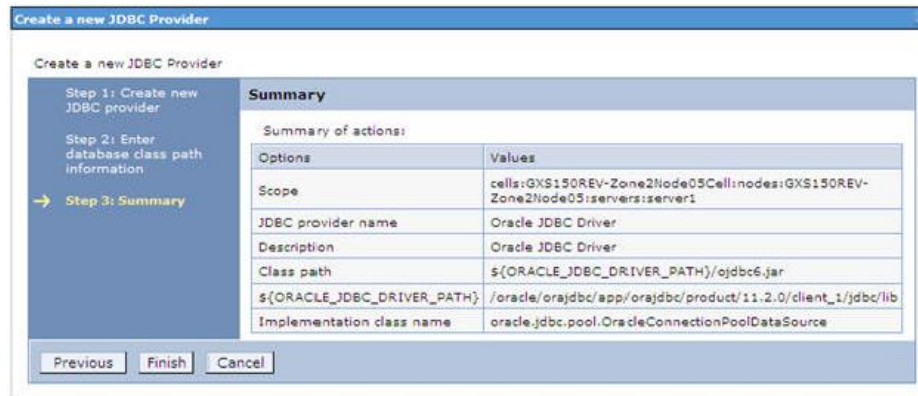 Create a new JDBC Provider
Create a new JDBC Provider
Step 1: Create new
JDBC provider
Step 2: Enter
database class path
information
Step 3: Summary
Summary
Summary of actions:
Options Values
Scope cells:GXS150REV-Zone2Node05Cell:nodes:GXS150REV-
Zone2Node05:servers:server1
JDBC provider name Oracle JDBC Driver
Description Oracle JDBC Driver
Class path ${ORACLE_JDBC_DRIVER_PATH}/ojdbc6.jar
${ORACLE_JDBC_DRIVER_PATH} /oracle/orajdbc/app/orajdbc/product/11.2.0/client_1/jdbc/lib
Implementation class name oracle.jdbc.pool.OracleConnectionPoolDataSource
Previous Finish Cancel